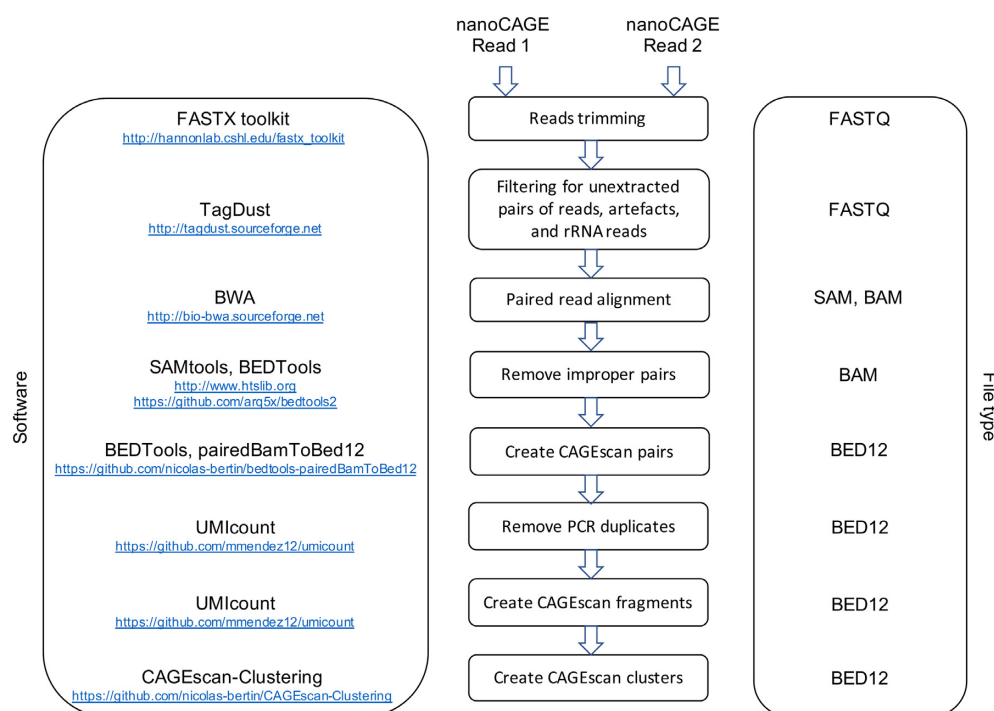 nanoCAGE
Read 1
nanoCAGE
Read 2
FASTX toolkit
http://hannonlab.cshl.edu/fastx_toolkit
Reads trimming
FASTQ
TagDust
http://tagdust.sourceforge.net
Filtering for unextracted
pairs of reads, artefacts,
and rRNA reads
FASTQ
BWA
http://bio-bwa.sourceforge.net
Paired read alignment
SAM, BAM
SAMtools, BEDTools
http://www.htslib.org
https://github.com/arq5x/bedtools2
Remove improper pairs
BAM
Software
File type
BEDTools, pairedBamToBed12
https://github.com/nicolas-bertin/bedtools-pairedBamToBed12
Create CAGEscan pairs
BED12
UMIcount
https://github.com/mmendez12/umicount
Remove PCR duplicates
BED12
UMIcount
https://github.com/mmendez12/umicount
Create CAGEscan fragments
BED12
CAGEscan-Clustering
https://github.com/nicolas-bertin/CAGEscan-Clustering
Create CAGEscan clusters
BED12